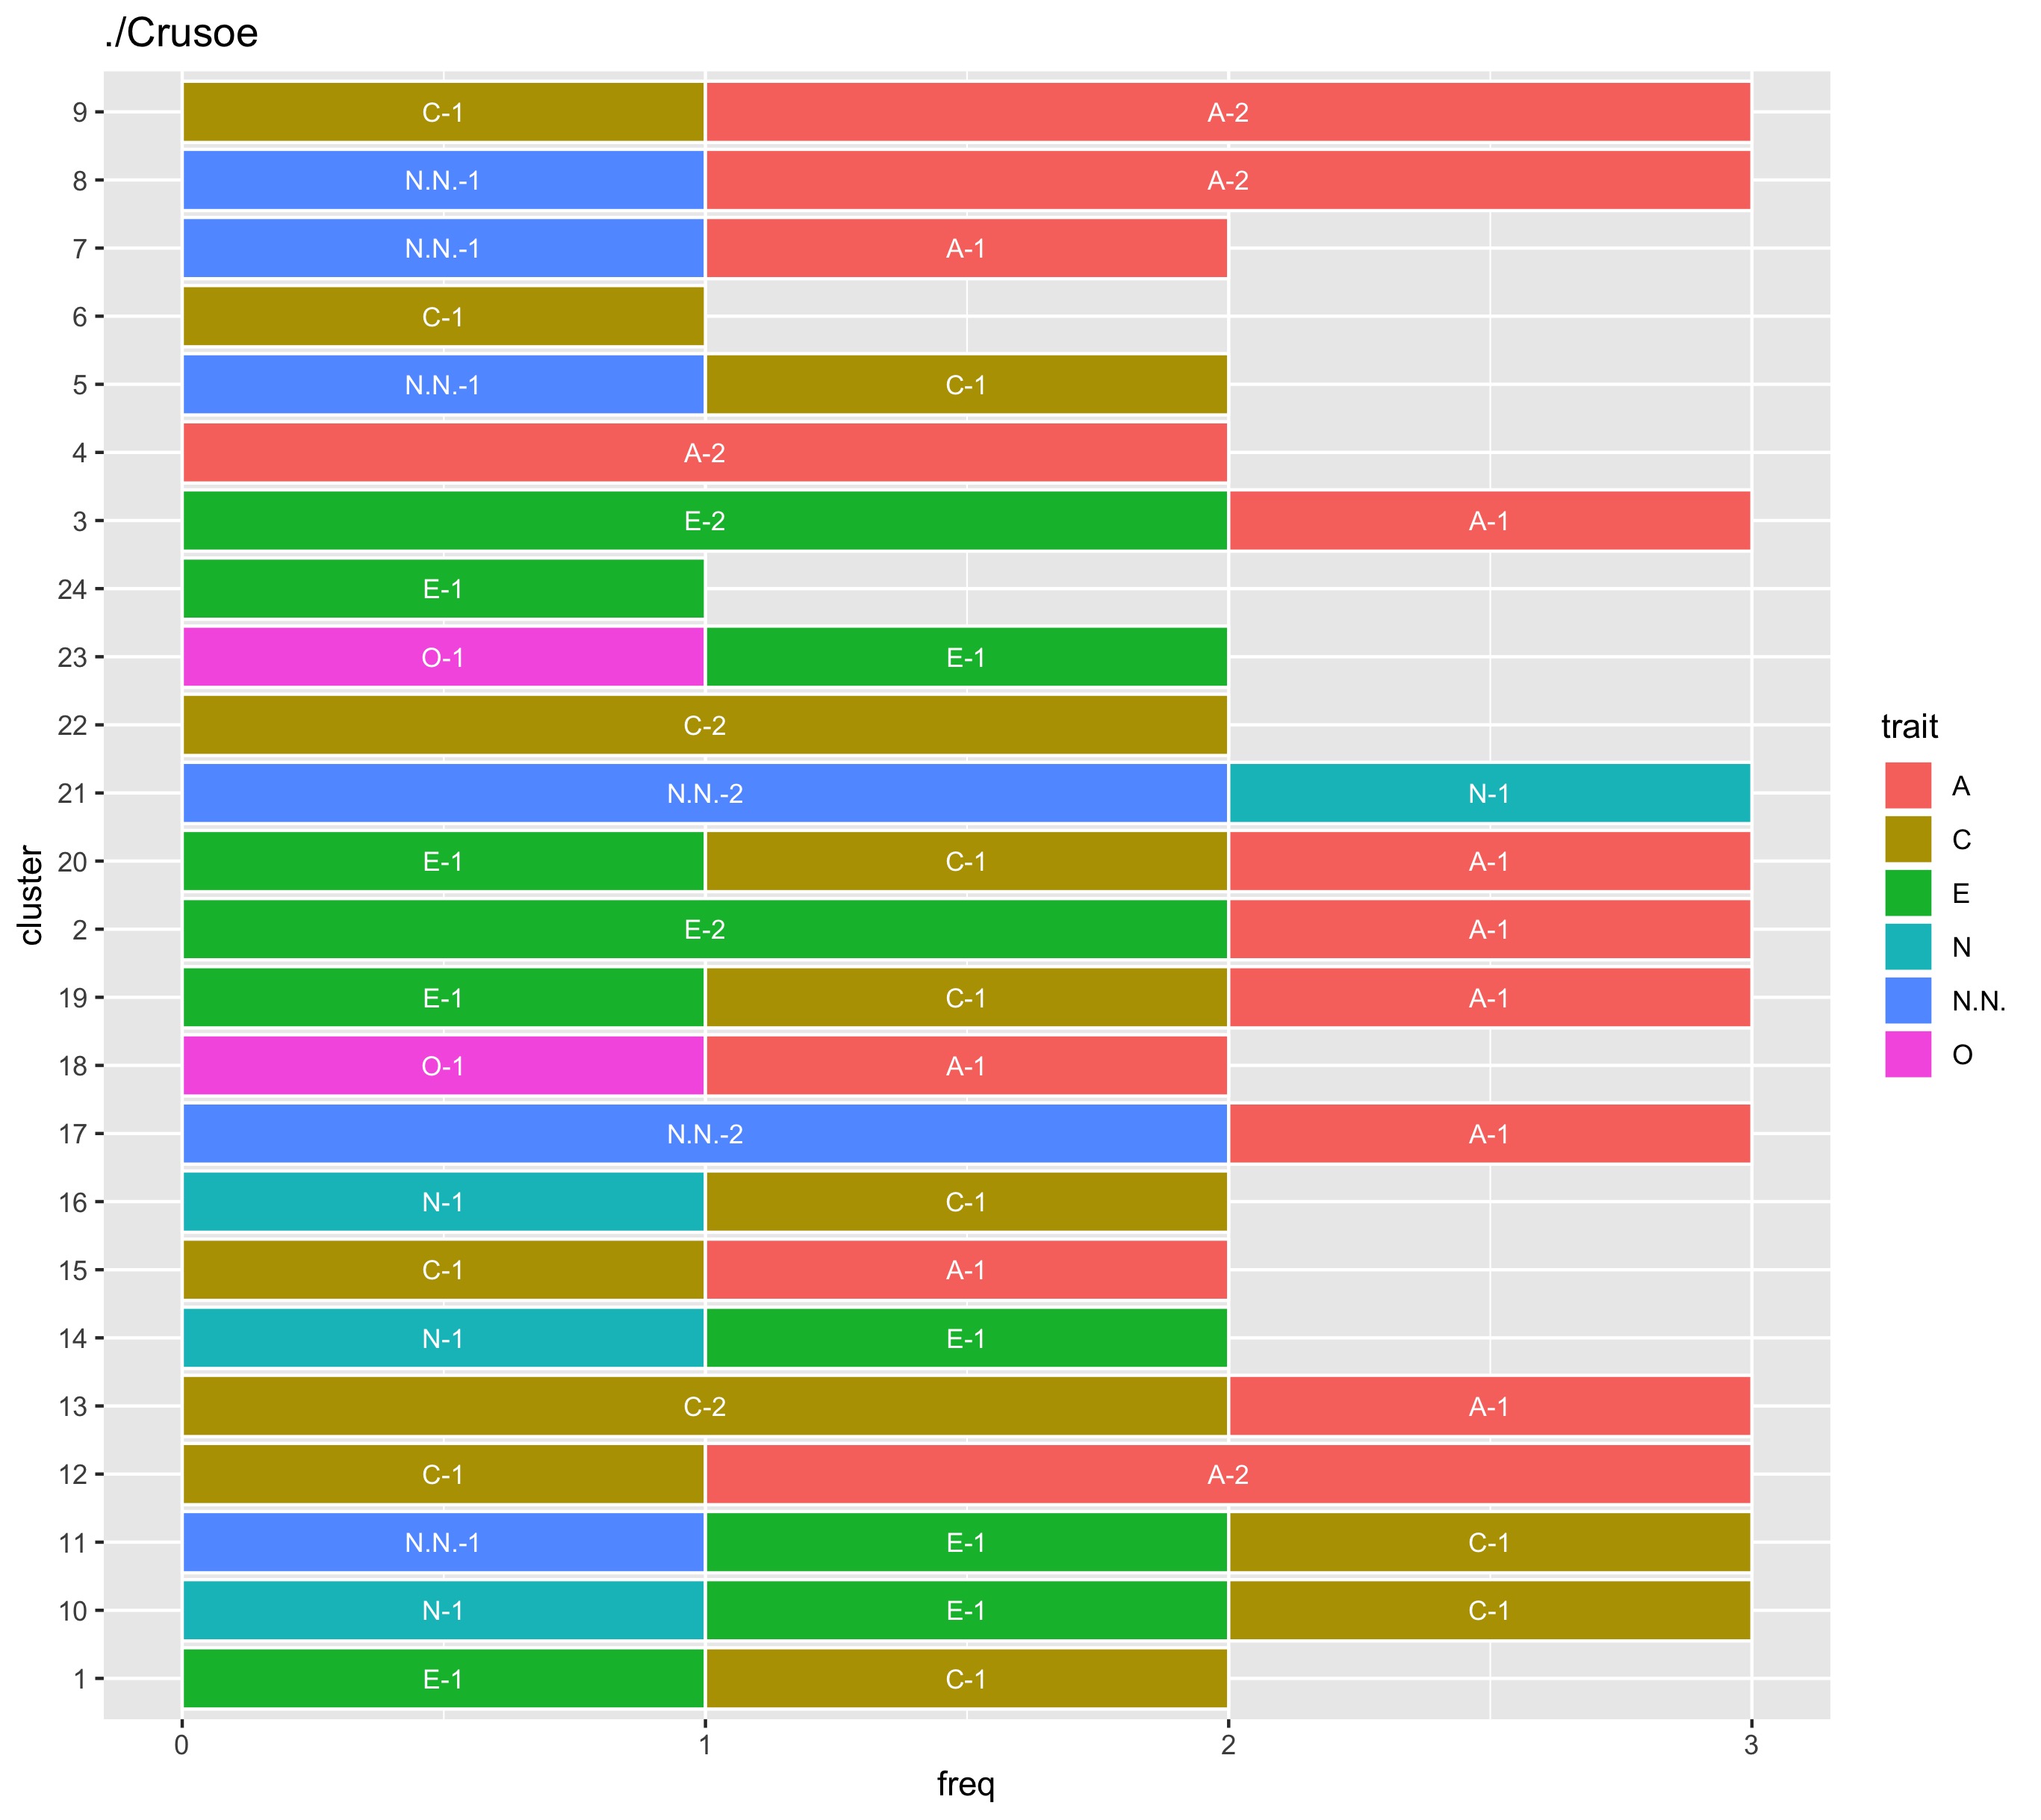 ./Crusoe
9 C-1 A-2
8 N.N.-1 A-2
7 N.N.-1 A-1
6 C-1
5 N.N.-1 C-1
4 A-2
3 E-2 A-1
24 E-1
23 O-1 E-1
22 C-2
21 N.N.-2 N-1
20 E-1 C-1 A-1
2 E-2 A-1
19 E-1 C-1 A-1
18 O-1 A-1
17 N.N.-2 A-1
16 N-1 C-1
15 C-1 A-1
14 N-1 E-1
13 C-2 A-1
12 C-1 A-2
11 N.N.-1 E-1 C-1
10 N-1 E-1 C-1
1 E-1 C-1
0 1 2 3
freq
cluster
trait
A
C
E
N
N.N.
O